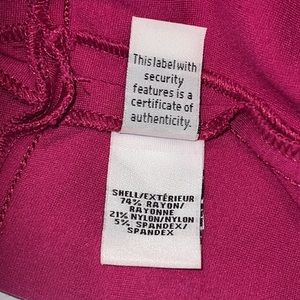 This label with
security
features is a
certificate of
authenticity.
SHELL/EXTÉRIEUR
74% RAYON/
RAYONNE
21% NYLON/NYLON
5% SPANDEX/
SPANDEX